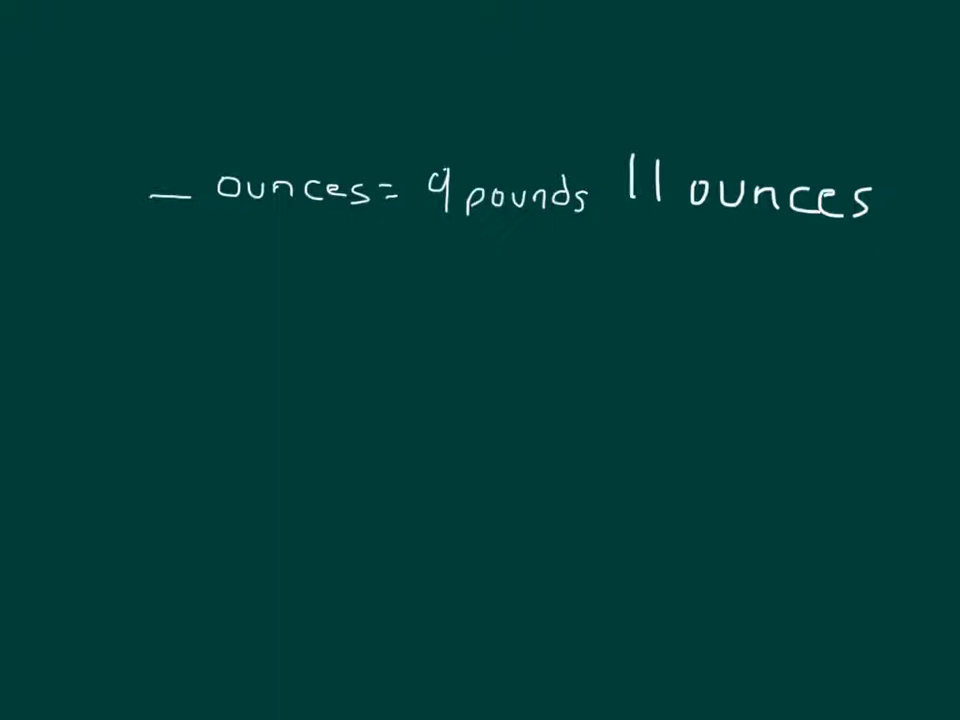 _ ounces = 9 pounds 11 ounces